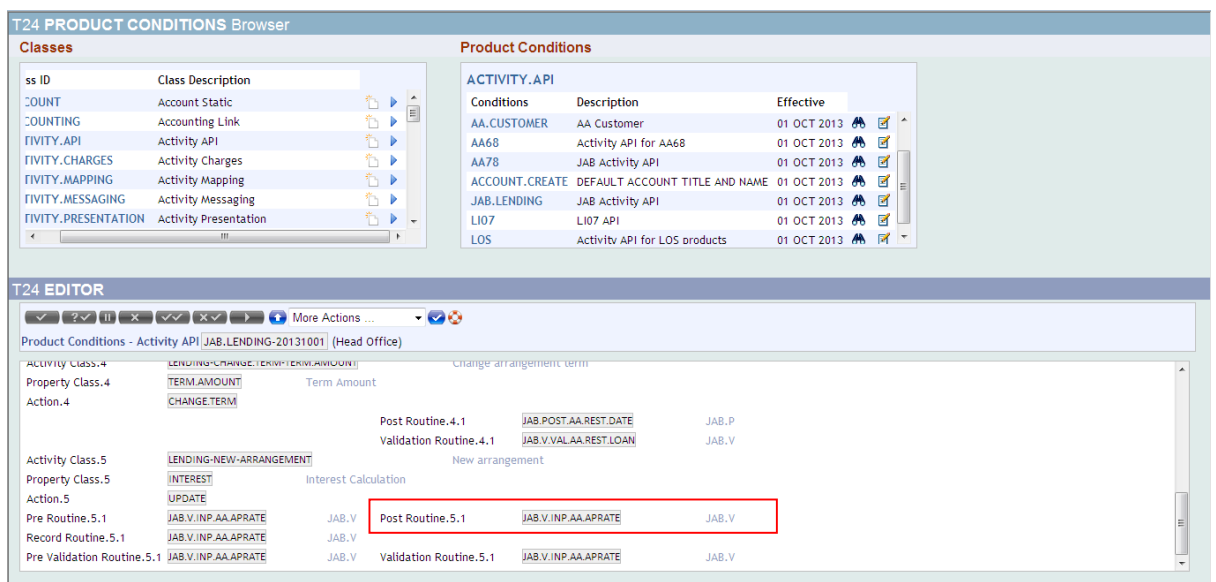 T24 PRODUCT CONDITIONS Browser
Classes
Product Conditions
ss ID Class Description
COUNT Account Static
COUNTING Accounting Link
TIVITY.API Activity API
TIVITY.CHARGES Activity Charges
TIVITY.MAPPING Activity Mapping
TIVITY.MESSAGING Activity Messaging
TIVITY.PRESENTATION Activity Presentation
ACTIVITY.API
Conditions Description Effective
AA.CUSTOMER AA Customer 01 OCT 2013
AA68 Activity API for AA68 01 OCT 2013
AA78 JAB Activity API 01 OCT 2013
ACCOUNT.CREATE DEFAULT ACCOUNT TITLE AND NAME 01 OCT 2013
JAB.LENDING JAB Activity API 01 OCT 2013
LI07 LI07 API 01 OCT 2013
LOS Activity API for LOS products 01 OCT 2013
T24 EDITOR
More Actions ...
Product Conditions - Activity API JAB.LENDING-20131001 (Head Office)
Activity Class.4 LENDING-CHANGE.TERM-TERM.AMOUNT Change arrangement term
Property Class.4 TERM.AMOUNT Term Amount
Action.4 CHANGE.TERM
Post Routine.4.1 JAB.POST.AA.REST.DATE JAB.P
Validation Routine.4.1 JAB.V.VAL.AA.REST.LOAN JAB.V
Activity Class.5 LENDING-NEW-ARRANGEMENT New arrangement
Property Class.5 INTEREST Interest Calculation
Action.5 UPDATE
Pre Routine.5.1 JAB.V.INP.AA.APRATE JAB.V Post Routine.5.1 JAB.V.INP.AA.APRATE JAB.V
Record Routine.5.1 JAB.V.INP.AA.APRATE JAB.V
Pre Validation Routine.5.1 JAB.V.INP.AA.APRATE JAB.V Validation Routine.5.1 JAB.V.INP.AA.APRATE JAB.V